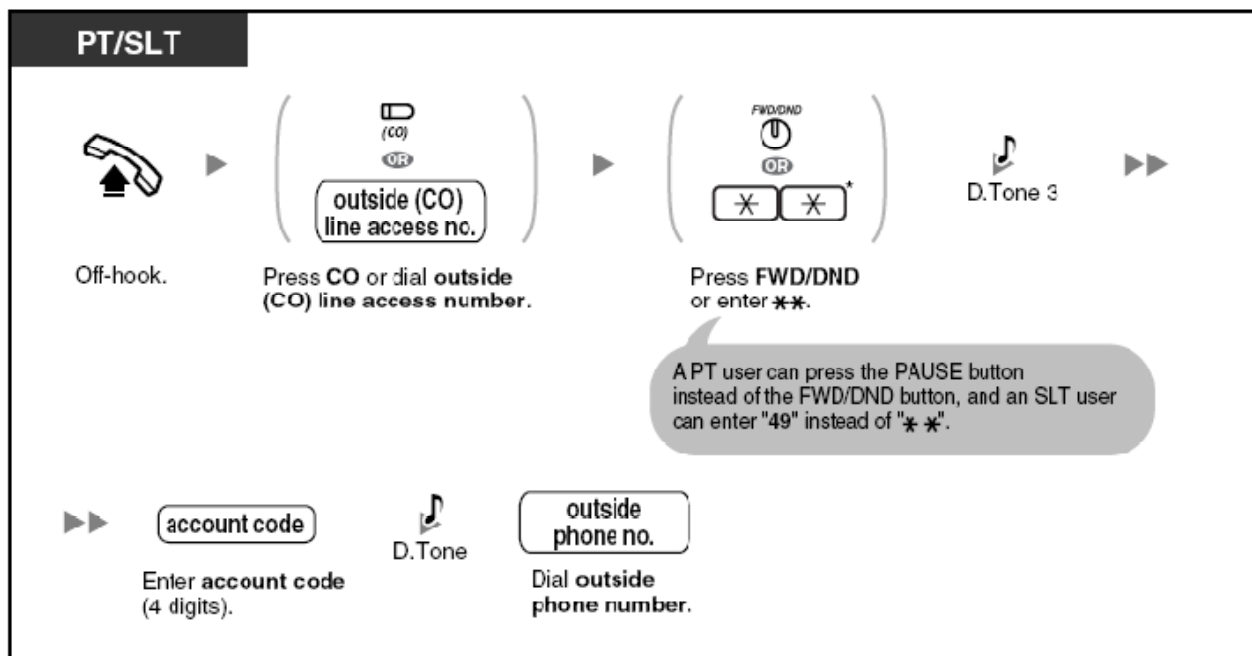 PT/SLT
(CO)
OR
outside (CO)
line access no.
FWD/DND
OR
* *
*
D.Tone 3
Off-hook.
Press CO or dial outside
(CO) line access number.
Press FWD/DND
or enter **.
A PT user can press the PAUSE button
instead of the FWD/DND button, and an SLT user
can enter "49" instead of "* *".
account code
D.Tone
outside
phone no.
Enter account code
(4 digits).
Dial outside
phone number.